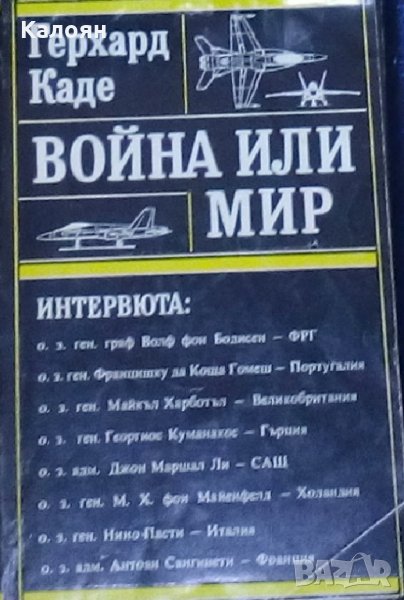 Калоян
Герхард
Каде
ВОЙНА ИЛИ
МИР
ИНТЕРВЮТА:
о. з. ген. граф Волф фон Бодисен – ФРГ
о. з. ген. Францишку да Коща Гомеш – Португалия
о. з. ген. Майкъл Харботъл – Великобритания
о. з. ген. Георгиос Куманакос – Гърция
о. з. адм. Джон Маршал Ли – САЩ
о. з. ген. М. Х. фон Майенфелд – Холандия
о. з. ген. Нино Пасти – Италия
о. з. адм. Антоан Сангинети – Франция
BAZAR